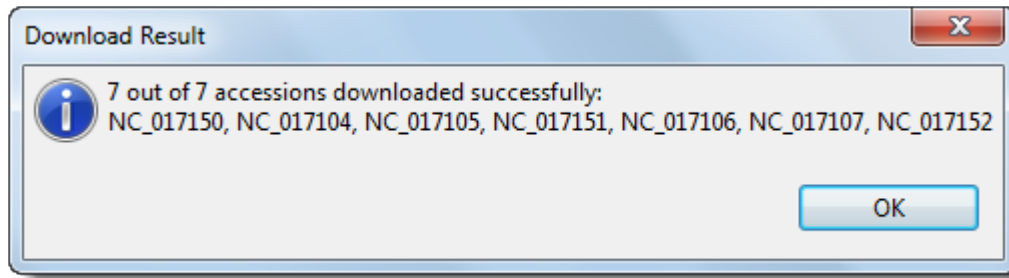 Download Result
7 out of 7 accessions downloaded successfully:
NC_017150, NC_017104, NC_017105, NC_017151, NC_017106, NC_017107, NC_017152
OK